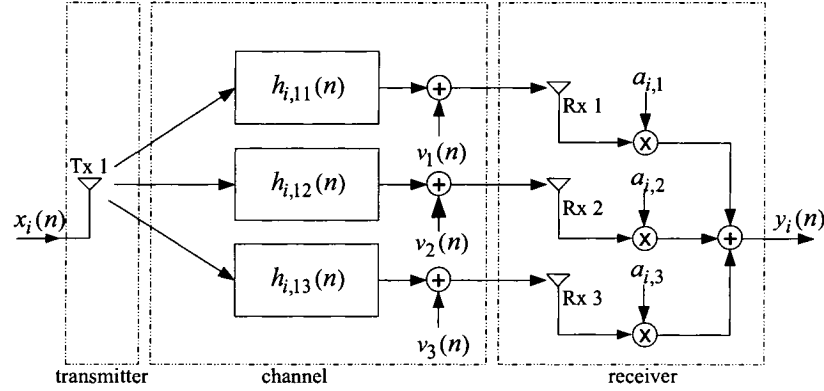 h_{i,11}(n)
a_{i,1}
Rx 1
X
Tx 1
v_1(n)
x_i(n)
h_{i,12}(n)
a_{i,2}
Rx 2
X
y_i(n)
v_2(n)
h_{i,13}(n)
a_{i,3}
Rx 3
X
v_3(n)
transmitter
channel
receiver